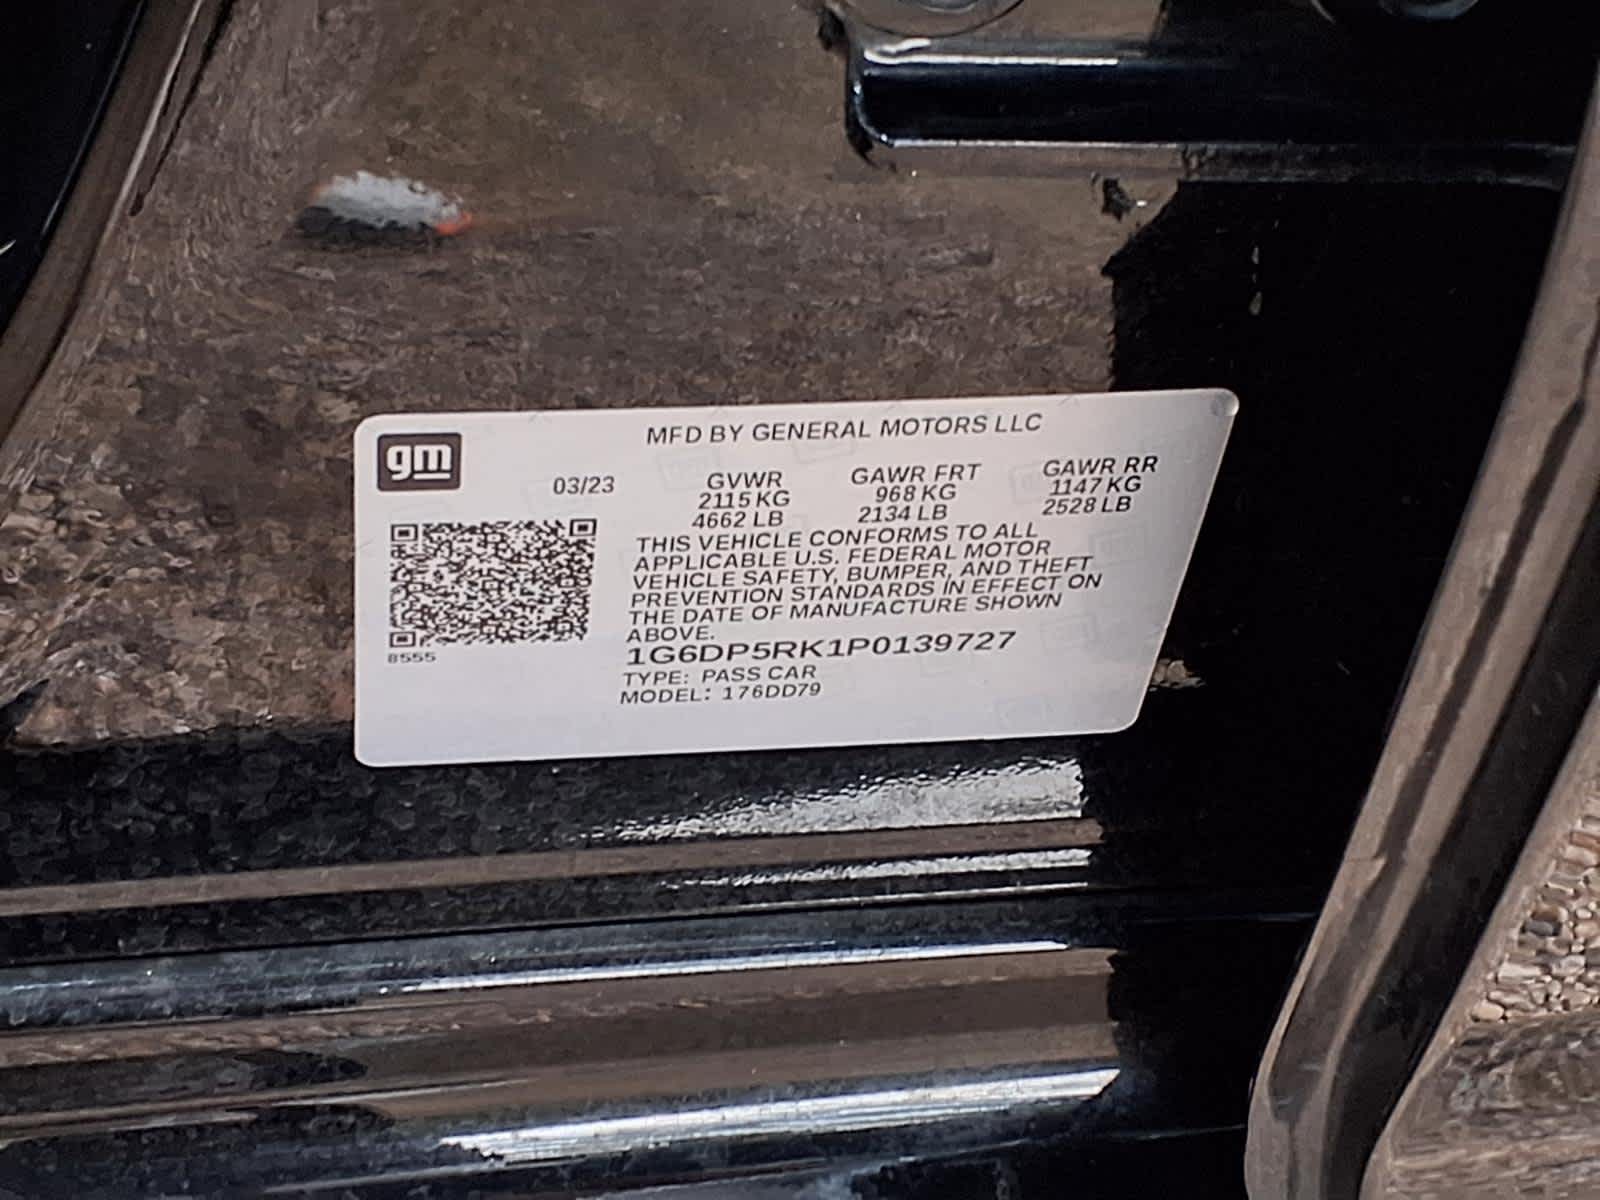 MFD BY GENERAL MOTORS LLC
gm
03/23 GVWR GAWR FRT GAWR RR
2115 KG 968 KG 1147 KG
4662 LB 2134 LB 2528 LB
THIS VEHICLE CONFORMS TO ALL
APPLICABLE U.S. FEDERAL MOTOR
VEHICLE SAFETY, BUMPER, AND THEFT
PREVENTION STANDARDS IN EFFECT ON
THE DATE OF MANUFACTURE SHOWN
ABOVE.
8555
1G6DP5RK1P0139727
TYPE: PASS CAR
MODEL: 176DD79